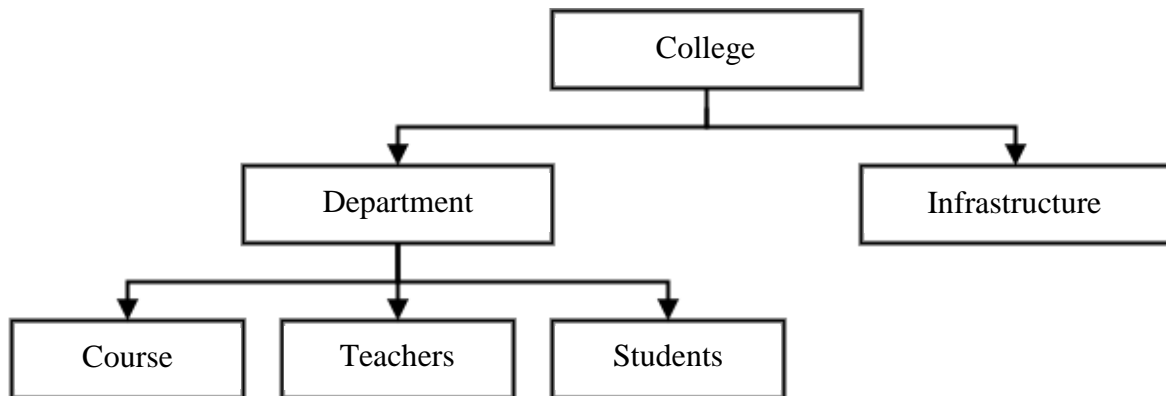 College
Department
Infrastructure
Course
Teachers
Students